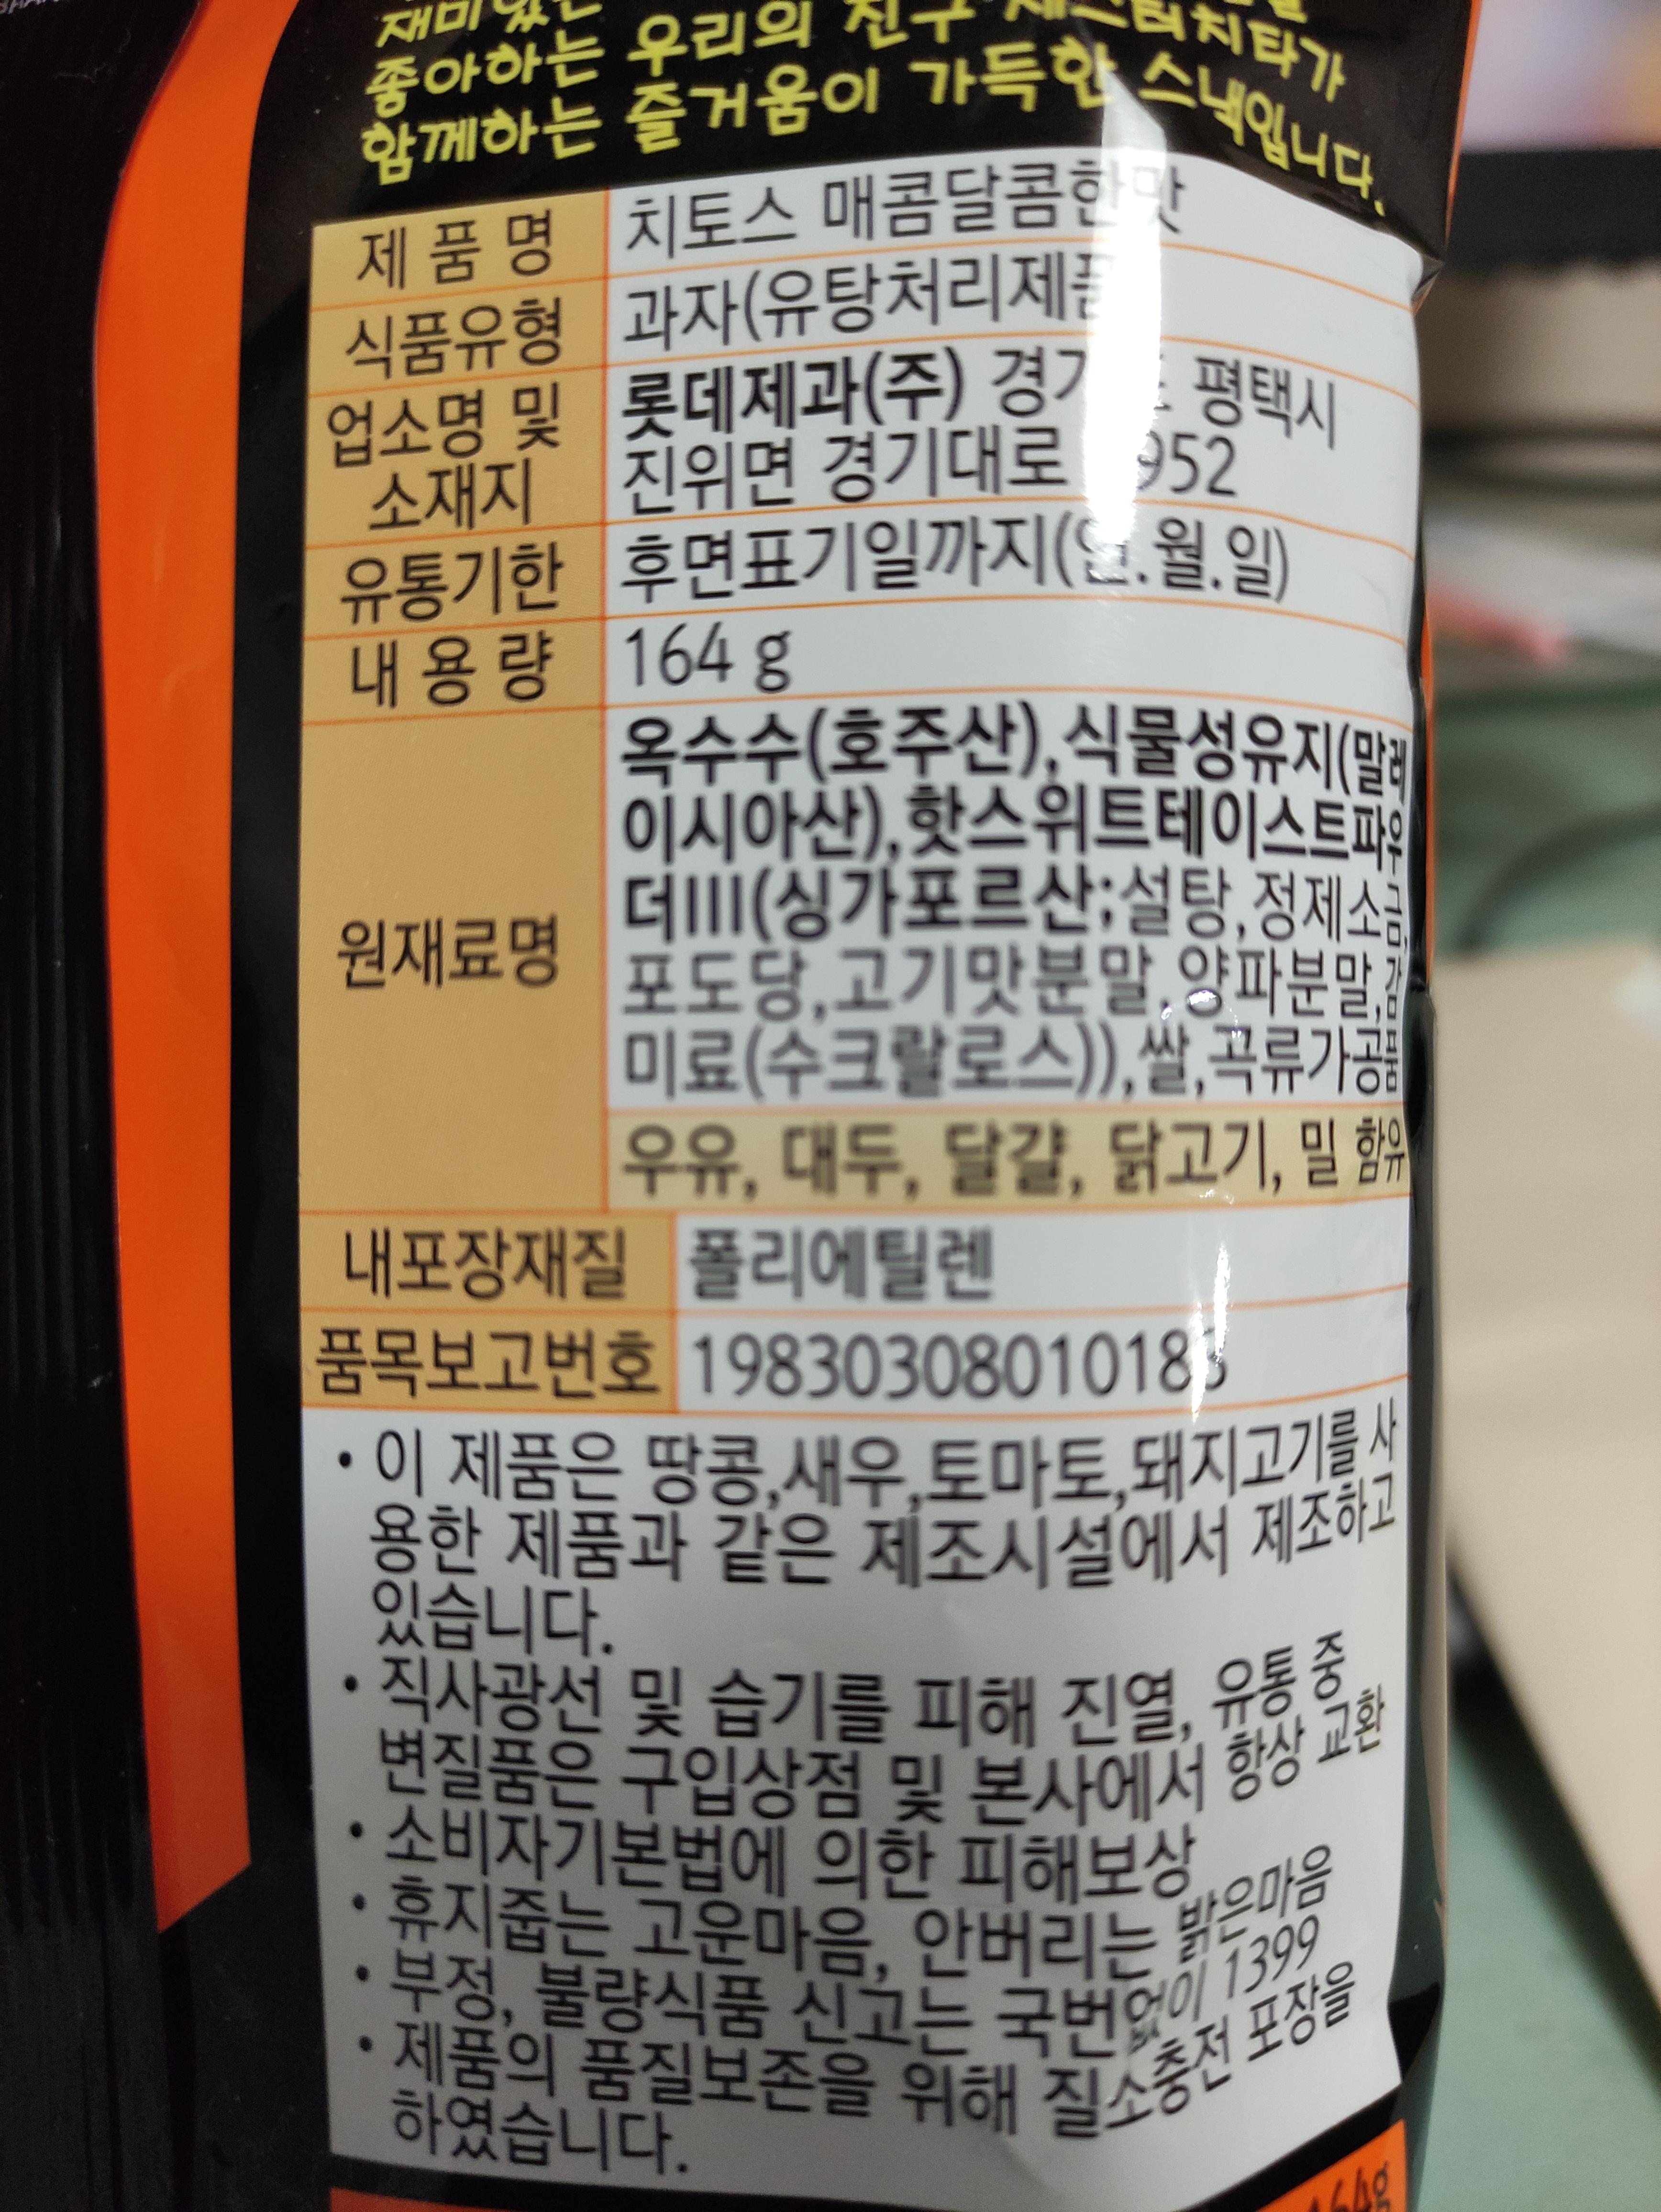 좋아하는 우리의 친구 체스터치타가
함께하는 즐거움이 가득한 스낵입니다.
제 품 명 치토스 매콤달콤한맛
식품유형 과자(유탕처리제품
업소명 및 소재지 롯데제과(주) 경기도 평택시
진위면 경기대로 952
유통기한 후면표기일까지(연.월.일)
내 용 량 164 g
원재료명 옥수수(호주산),식물성유지(말레
이시아산),핫스위트테이스트파우
더III(싱가포르산;설탕,정제소금,
포도당,고기맛분말,양파분말,감
미료(수크랄로스)),쌀,곡류가공품
우유, 대두, 달걀, 닭고기, 밀 함유
내포장재질 폴리에틸렌
품목보고번호
• 이 제품은 땅콩,새우,토마토,돼지고기를 사
용한 제품과 같은 제조시설에서 제조하고
있습니다.
• 직사광선 및 습기를 피해 진열, 유통 중
변질품은 구입상점 및 본사에서 항상 교환
• 소비자기본법에 의한 피해보상
• 휴지줍는 고운마음, 안버리는 밝은마음
• 부정, 불량식품 신고는 국번없이 1399
• 제품의 품질보존을 위해 질소충전 포장을
하였습니다.
164g